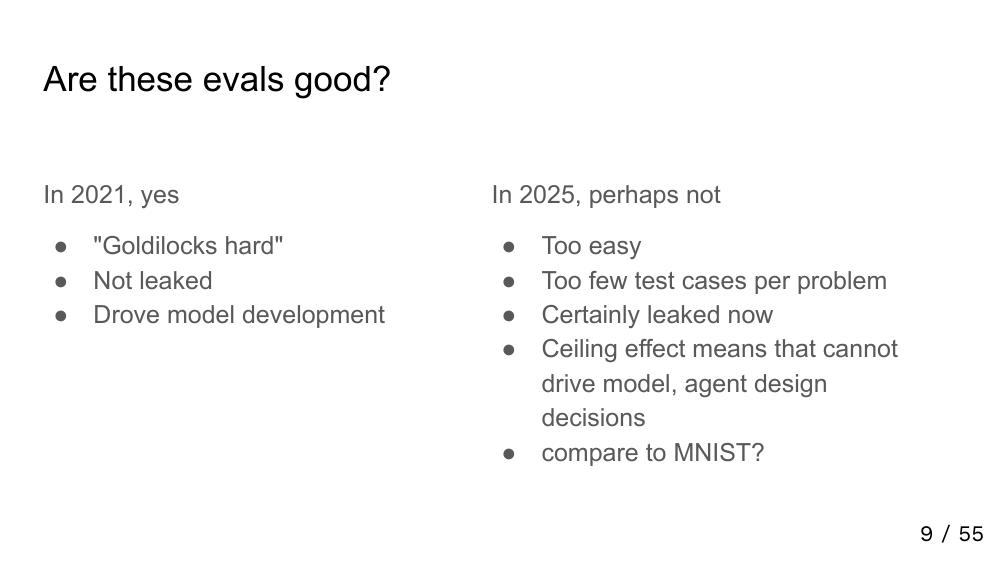 Are these evals good?
In 2021, yes
● "Goldilocks hard"
● Not leaked
● Drove model development
In 2025, perhaps not
● Too easy
● Too few test cases per problem
● Certainly leaked now
● Ceiling effect means that cannot
drive model, agent design
decisions
● compare to MNIST?
9 / 55